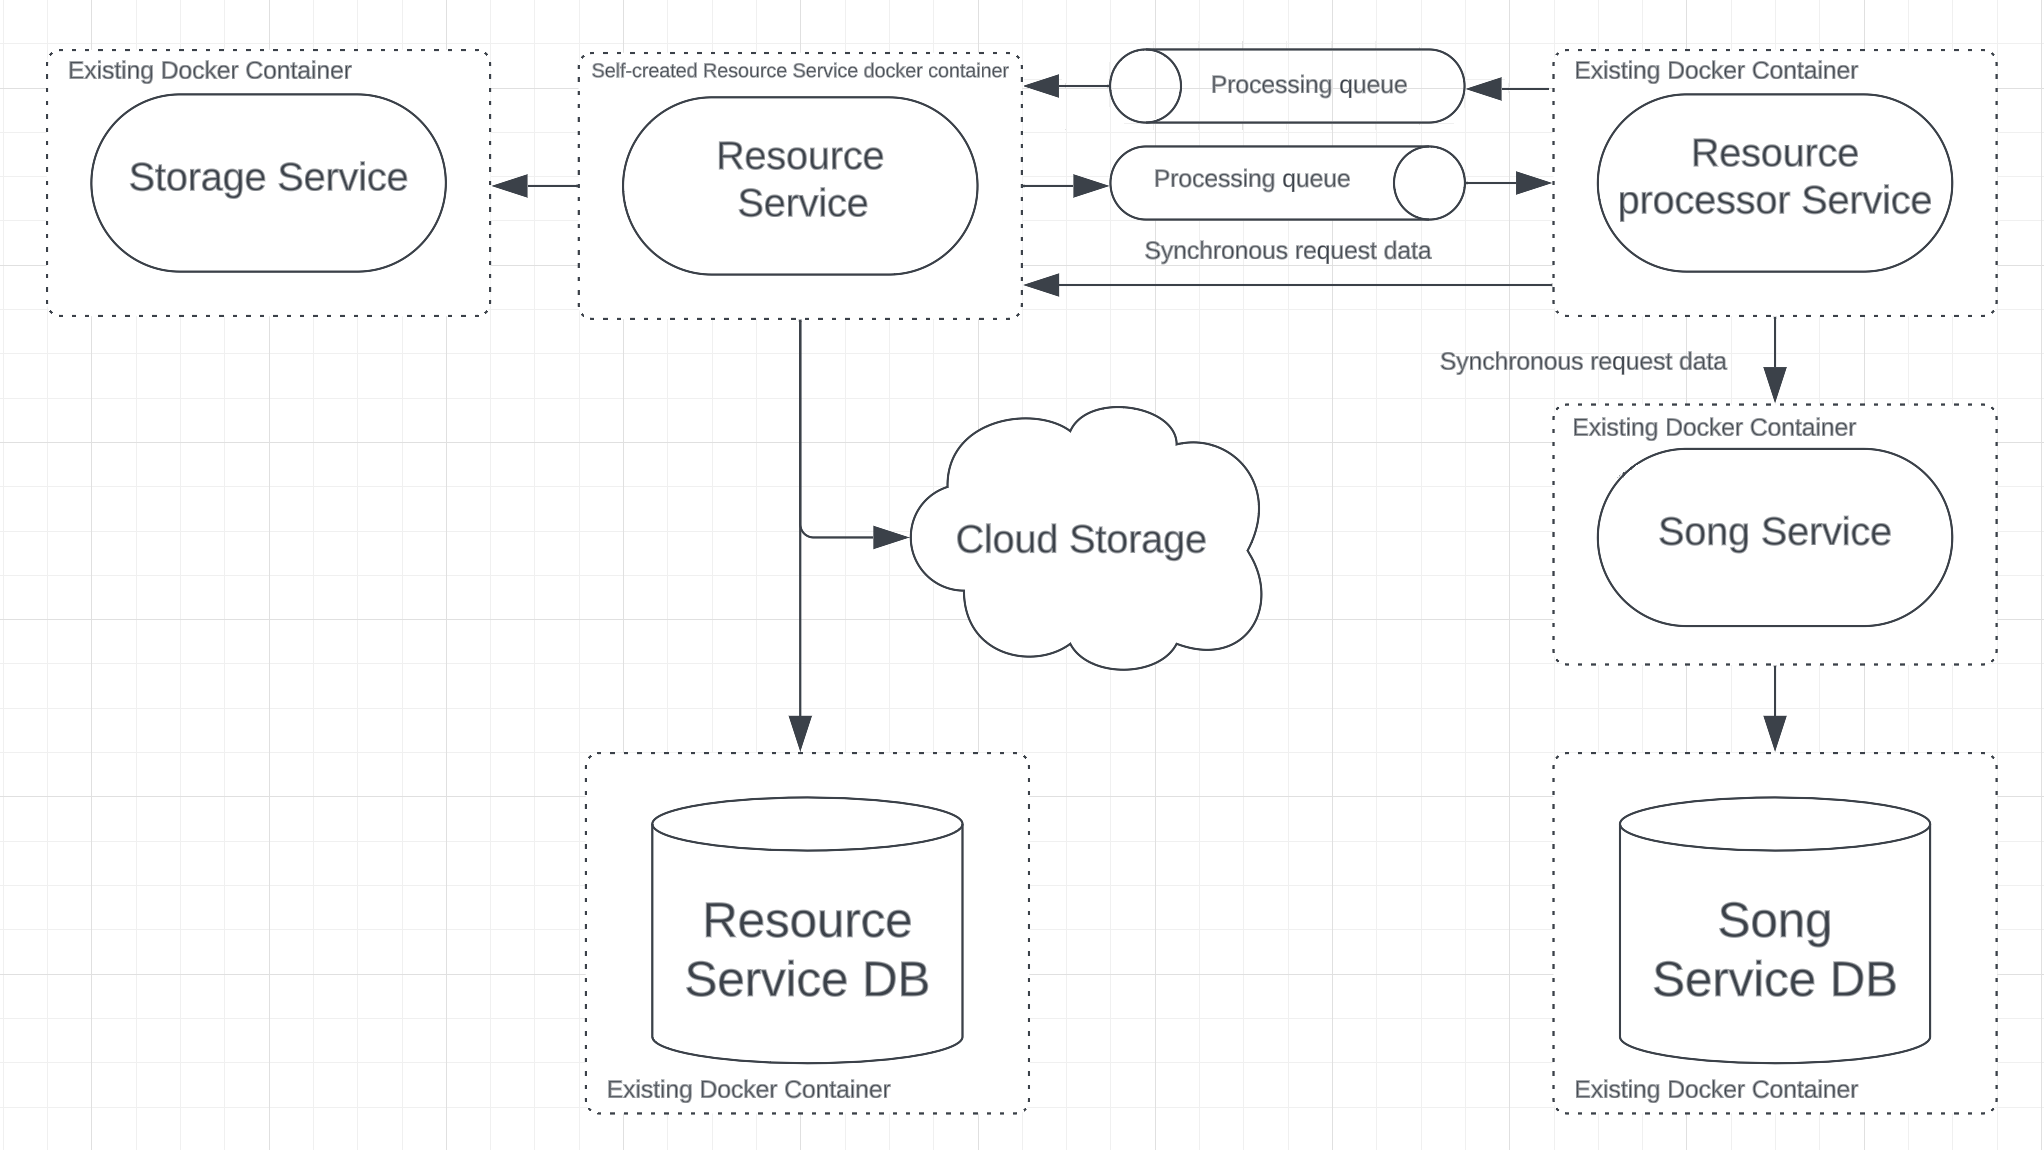 Existing Docker Container
Storage Service
Self-created Resource Service docker container
Resource
Service
Processing queue
Processing queue
Synchronous request data
Existing Docker Container
Resource
processor Service
Synchronous request data
Existing Docker Container
Song Service
Cloud Storage
Resource
Service DB
Existing Docker Container
Song
Service DB
Existing Docker Container